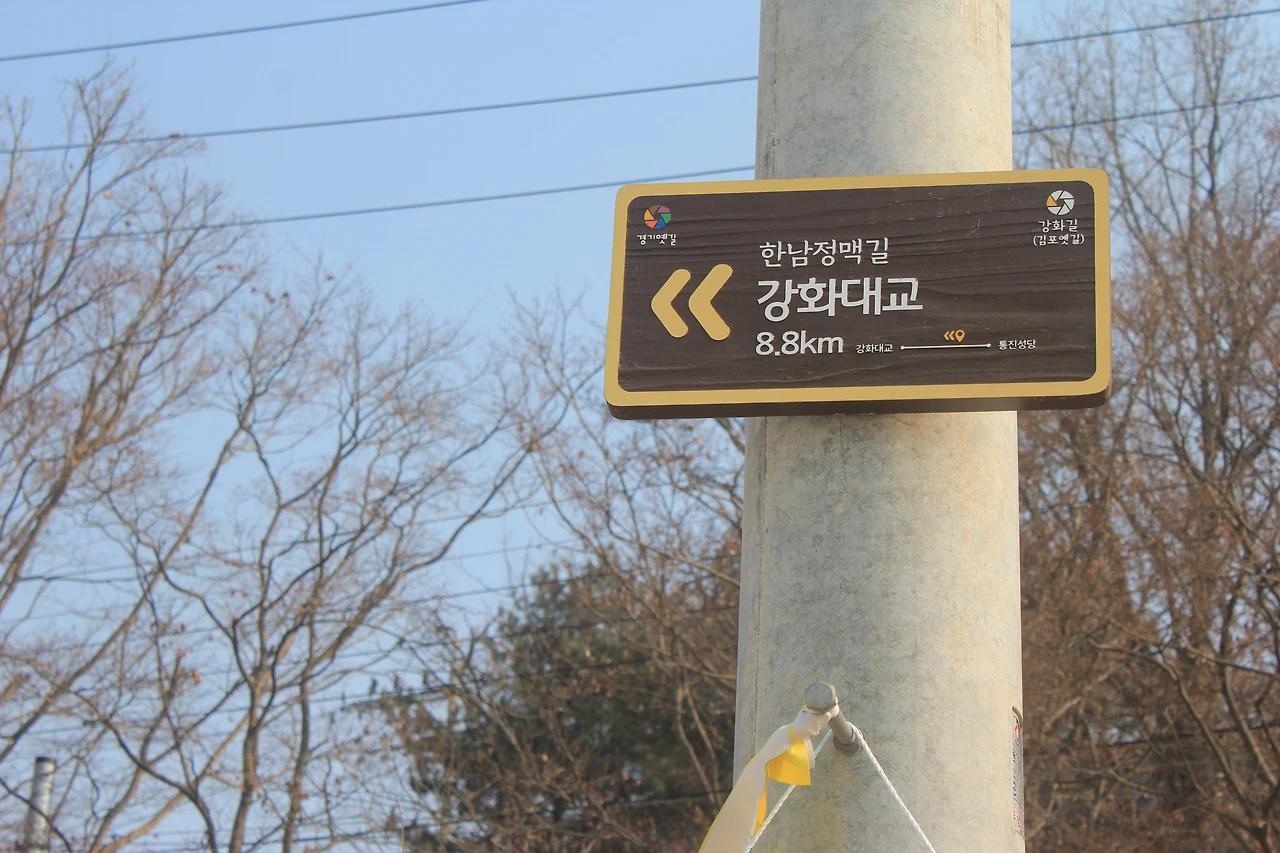 경기옛길
강화길
(김포옛길)
한남정맥길
강화대교
8.8km
강화대교 통진성당